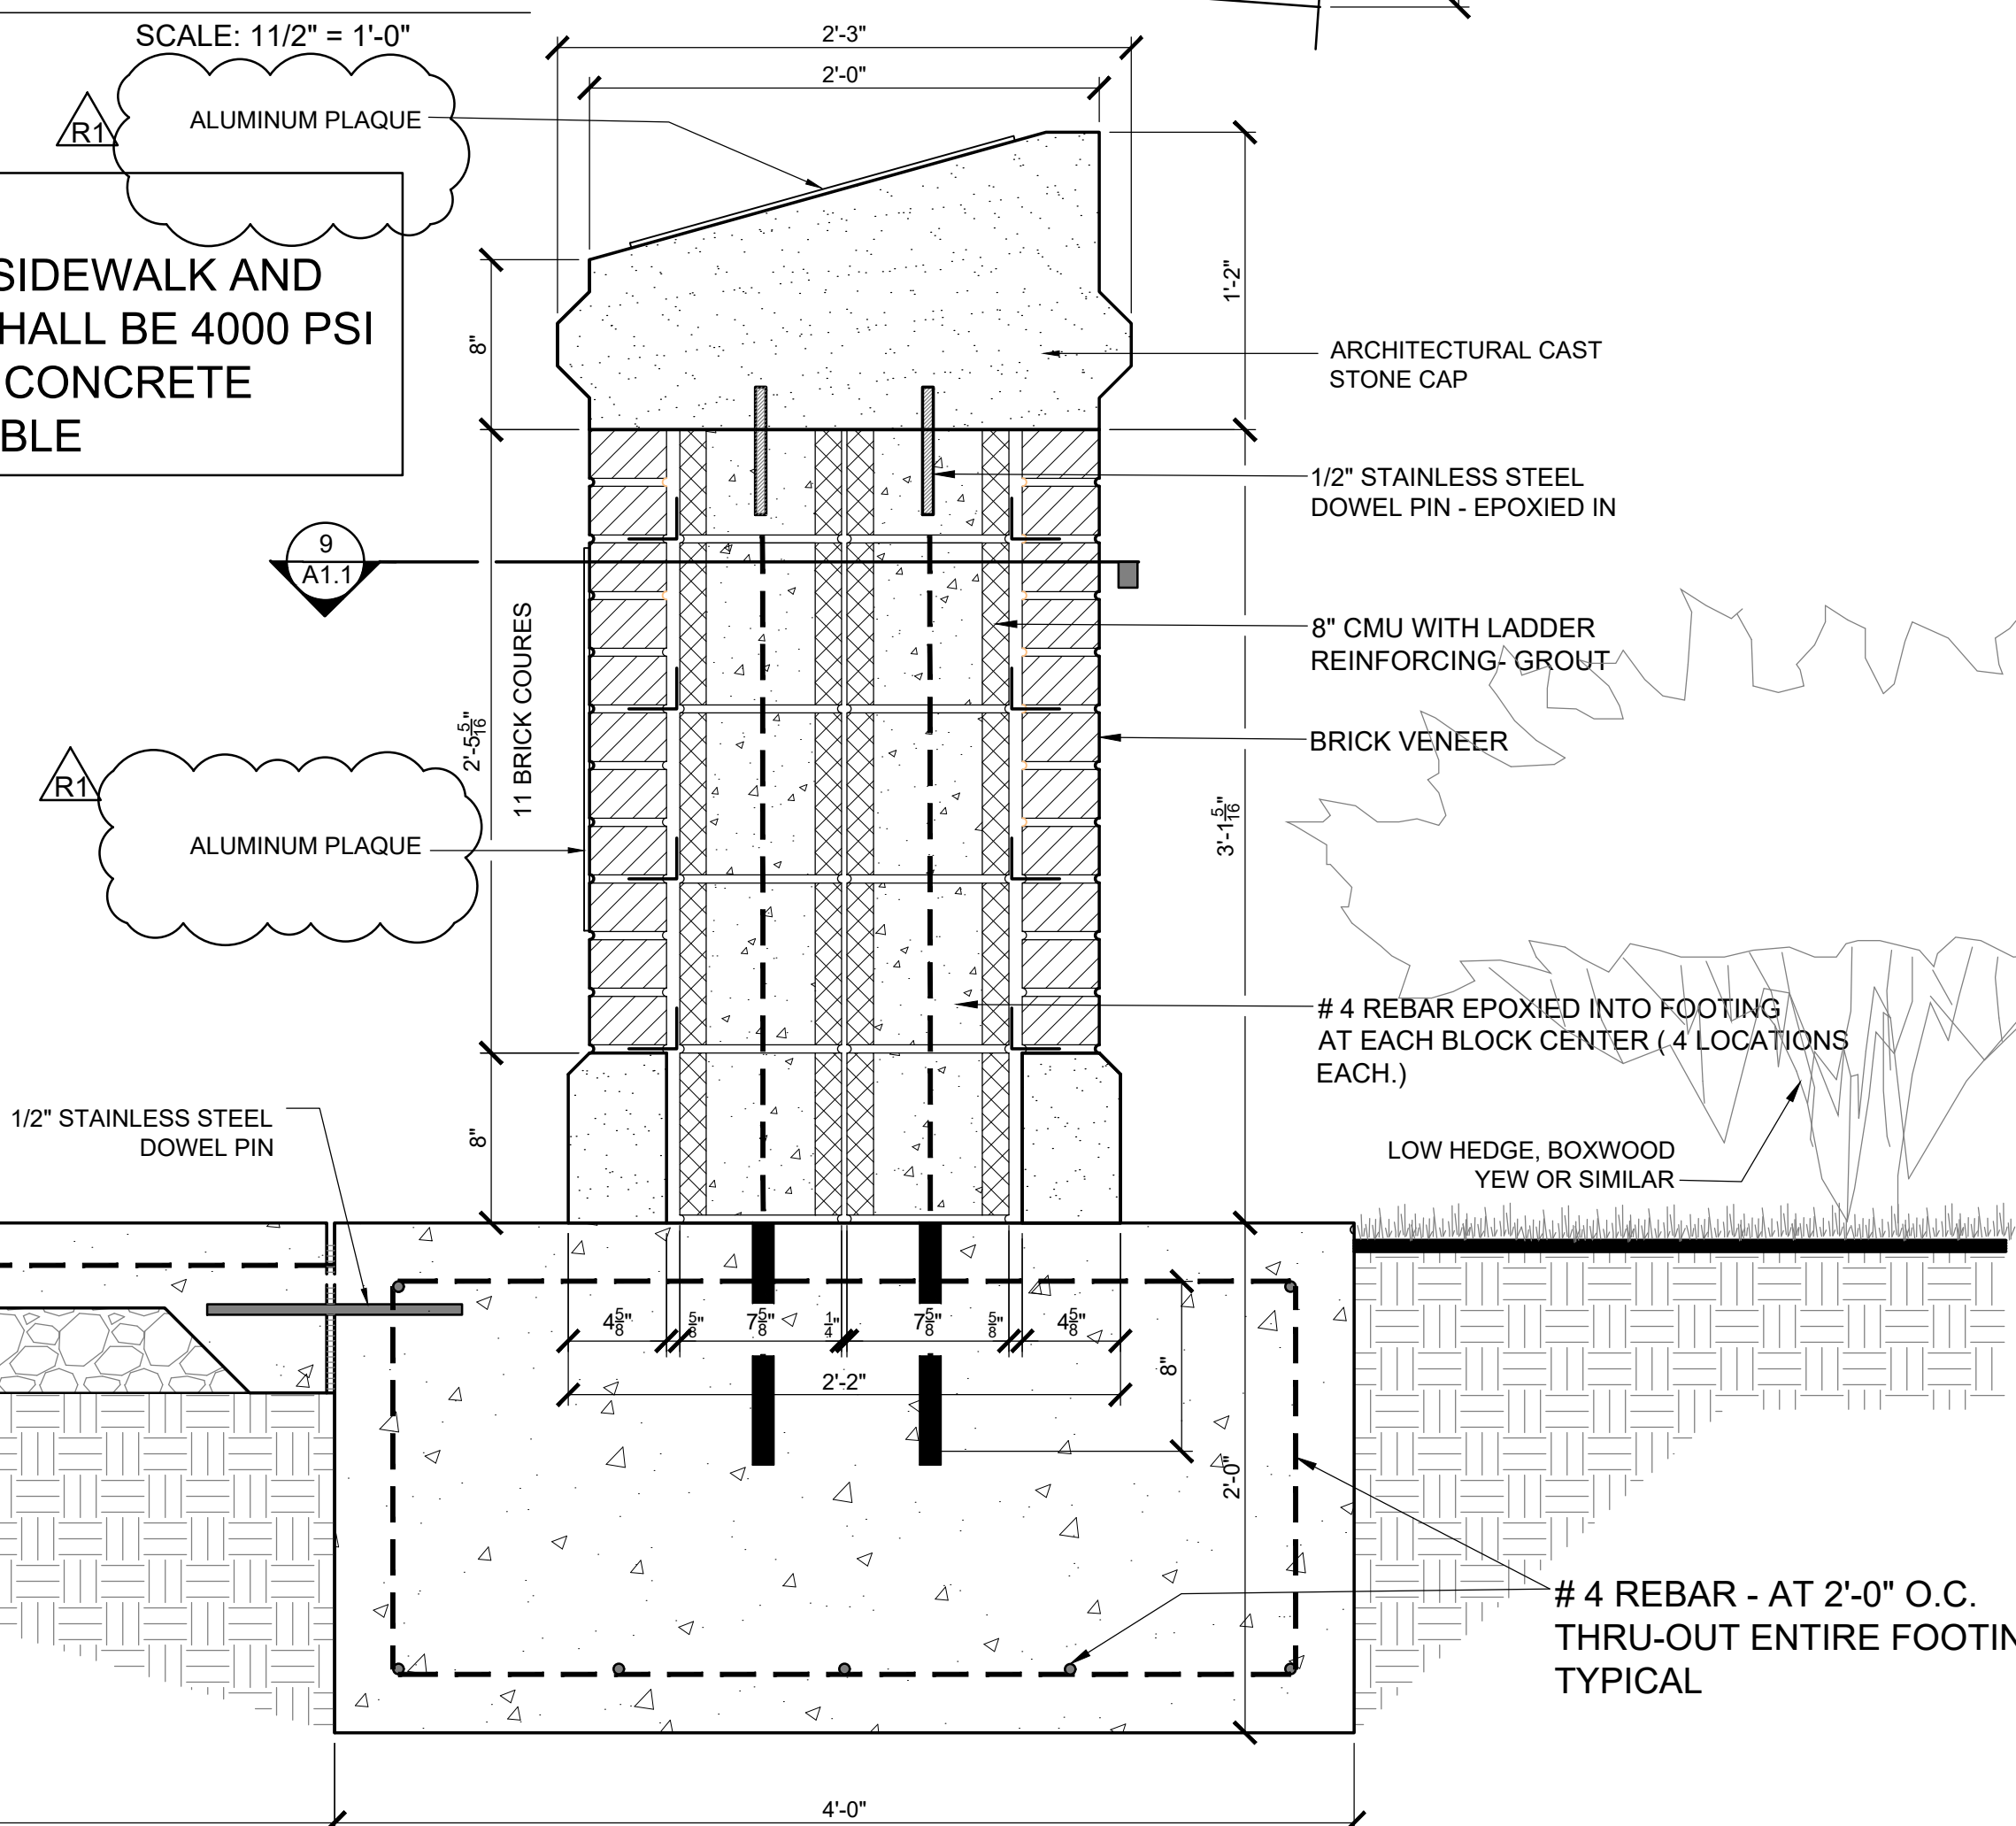 SCALE: 11/2" = 1'-0"
2'-3"
2'-0"
R1
ALUMINUM PLAQUE
SIDEWALK AND
HALL BE 4000 PSI
CONCRETE
BLE
8"
1'-2"
ARCHITECTURAL CAST
STONE CAP
1/2" STAINLESS STEEL
DOWEL PIN - EPOXIED IN
9
A1.1
8" CMU WITH LADDER
REINFORCING- GROUT
11 BRICK COURES
2'-5 5/16"
BRICK VENEER
R1
ALUMINUM PLAQUE
3'-1 5/16"
# 4 REBAR EPOXIED INTO FOOTING
AT EACH BLOCK CENTER ( 4 LOCATIONS
EACH.)
1/2" STAINLESS STEEL
DOWEL PIN
8"
LOW HEDGE, BOXWOOD
YEW OR SIMILAR
4 5/8" 5/8" 7 5/8" 1/4" 7 5/8" 5/8" 4 5/8"
8"
2'-2"
2'-0"
# 4 REBAR - AT 2'-0" O.C.
THRU-OUT ENTIRE FOOTIN
TYPICAL
4'-0"